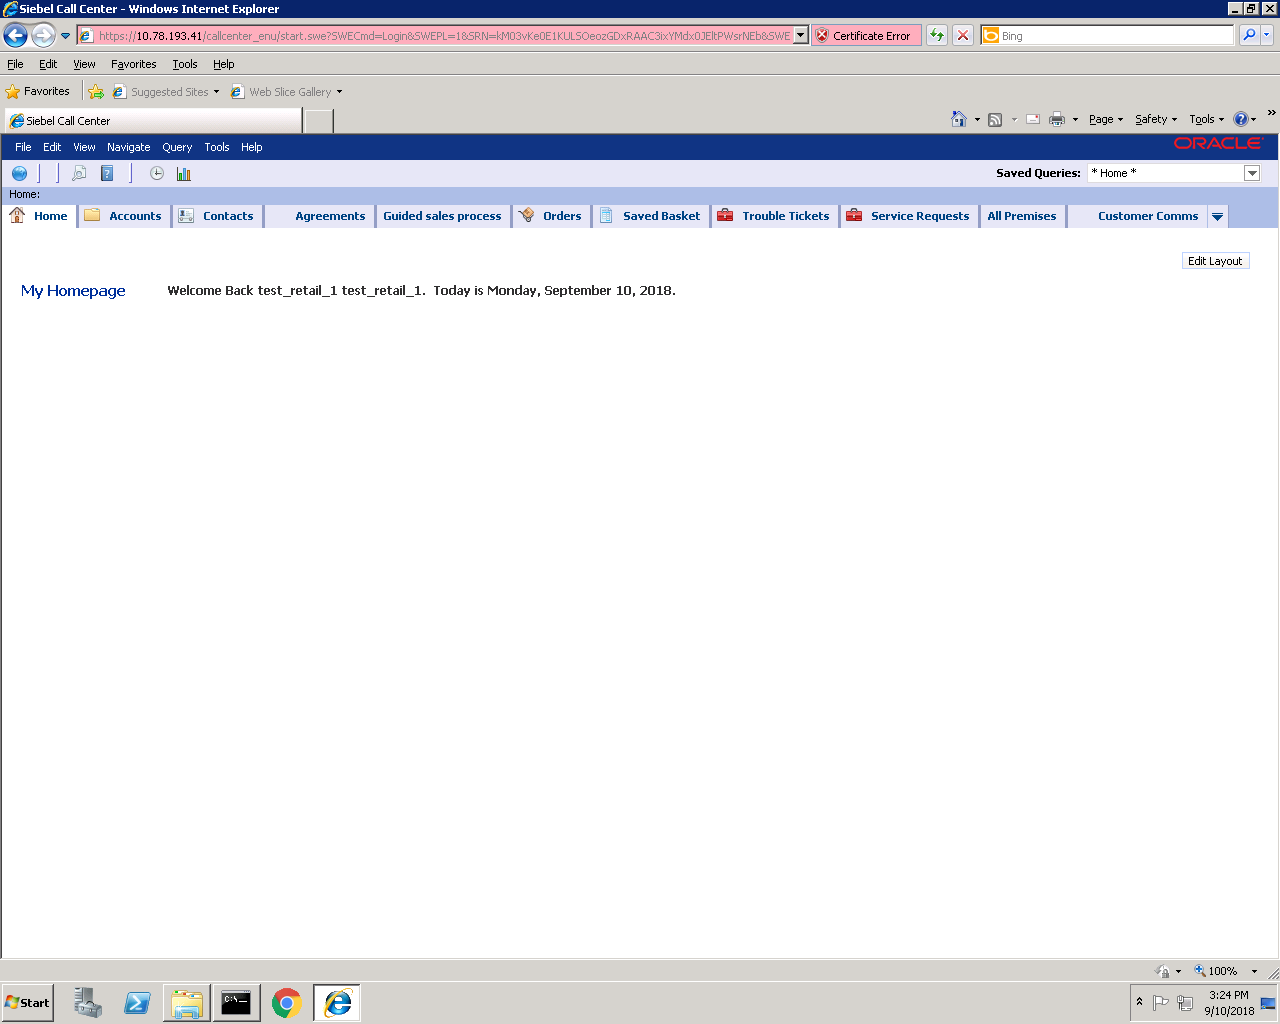 Siebel Call Center - Windows Internet Explorer
https://10.78.193.41/callcenter_enu/start.swe?SWECmd=Login&SWEPL=1&SRN=kM03vKe0E1KULSOeozGDxRAAC3ixYMdx0JEltPWsrNEb&SWE Certificate Error Bing
File Edit View Favorites Tools Help
Favorites Suggested Sites Web Slice Gallery
Siebel Call Center Page Safety Tools
File Edit View Navigate Query Tools Help ORACLE
Saved Queries: * Home *
Home:
Home Accounts Contacts Agreements Guided sales process Orders Saved Basket Trouble Tickets Service Requests All Premises Customer Comms
Edit Layout
My Homepage Welcome Back test_retail_1 test_retail_1. Today is Monday, September 10, 2018.
100%
Start C:\. 3:24 PM
9/10/2018